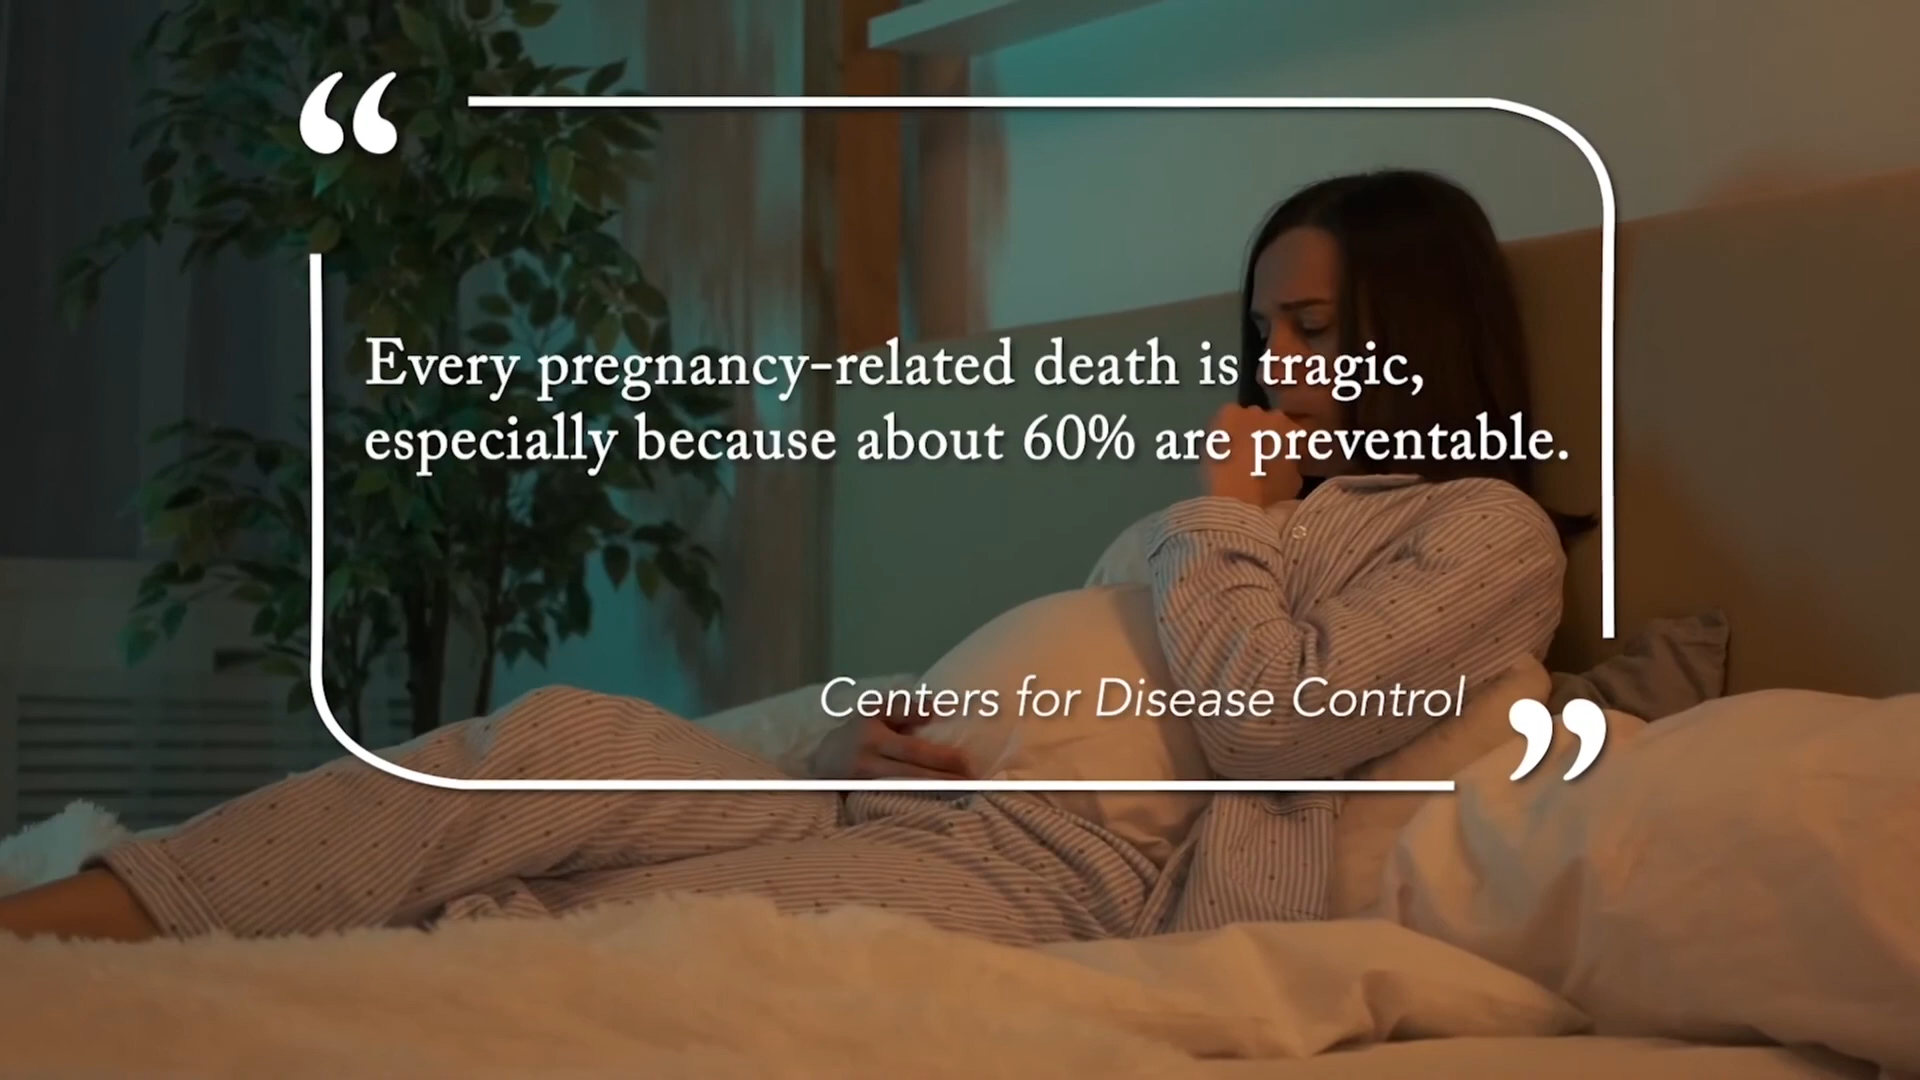 “
Every pregnancy-related death is tragic,
especially because about 60% are preventable.
Centers for Disease Control
”